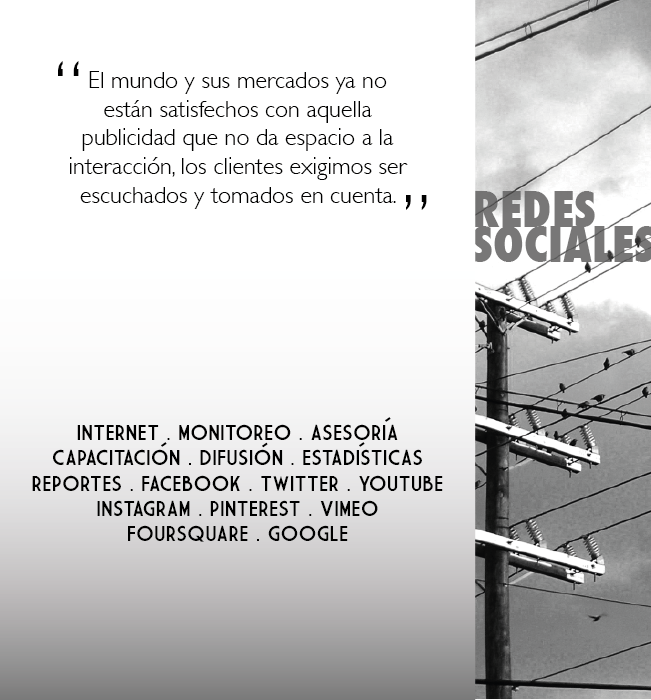 “ El mundo y sus mercados ya no
están satisfechos con aquella
publicidad que no da espacio a la
interacción, los clientes exigimos ser
escuchados y tomados en cuenta. ”
REDES
SOCIALES
INTERNET . MONITOREO . ASESORÍA
CAPACITACIÓN . DIFUSIÓN . ESTADÍSTICAS
REPORTES . FACEBOOK . TWITTER . YOUTUBE
INSTAGRAM . PINTEREST . VIMEO
FOURSQUARE . GOOGLE